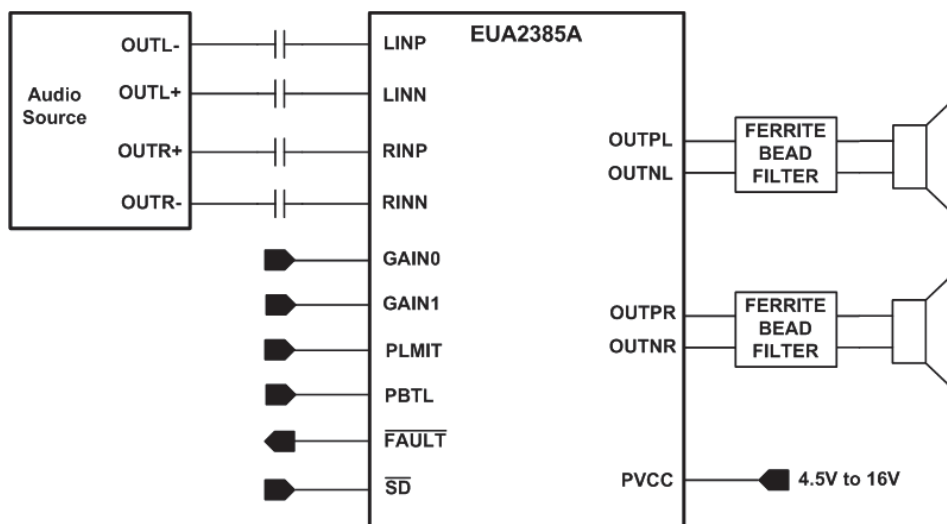 EUA2385A
Audio
Source
OUTL-
OUTL+
OUTR+
OUTR-
LINP
LINN
RINP
RINN
GAIN0
GAIN1
PLMIT
PBTL
FAULT
SD
OUTPL
OUTNL
FERRITE
BEAD
FILTER
OUTPR
OUTNR
FERRITE
BEAD
FILTER
PVCC
4.5V to 16V